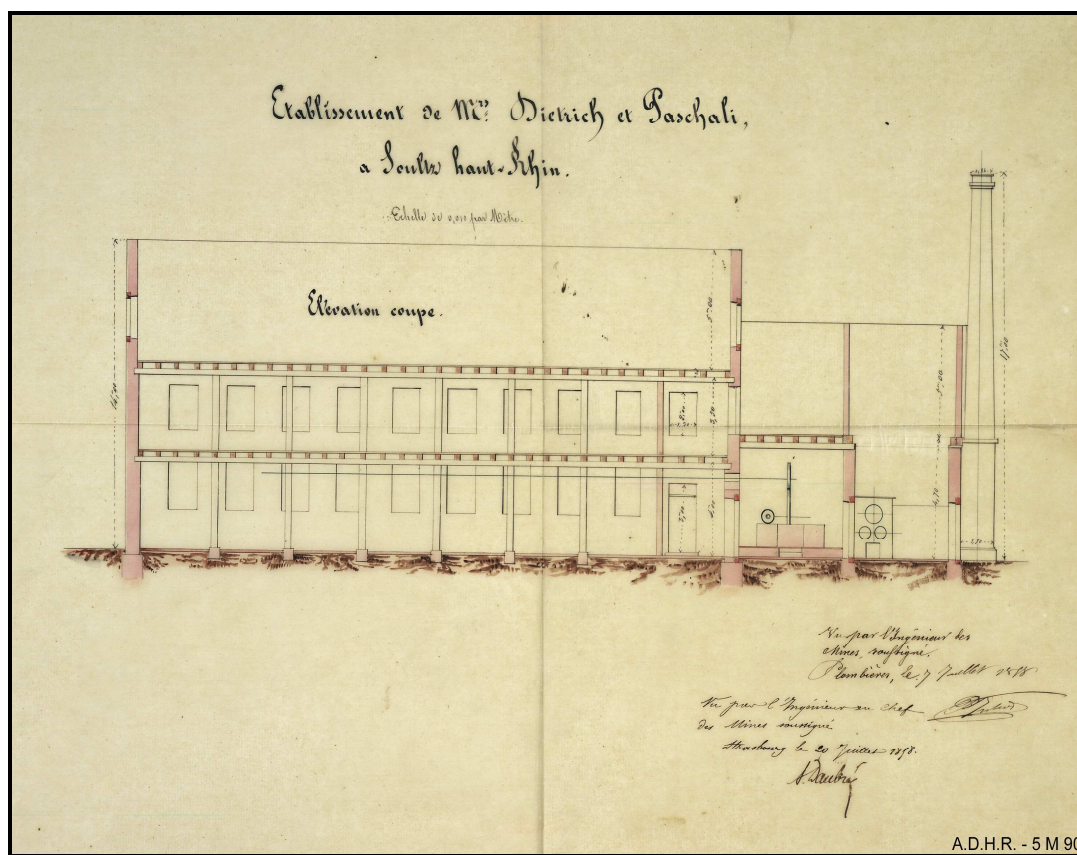 Etablissement de M.rs Dietrich et Paschali,
a Soultz haut-Rhin.
Echelle de 0,010 par Mètre.
Elévation coupe.
Vu par l'Ingénieur des
Mines, soussigné.
Plombières, le 7 Juillet 1858
Vu par l'Ingénieur en chef
des Mines soussigné
Strasbourg le 20 Juillet 1858.
A. Daubrée
A.D.H.R. - 5 M 90